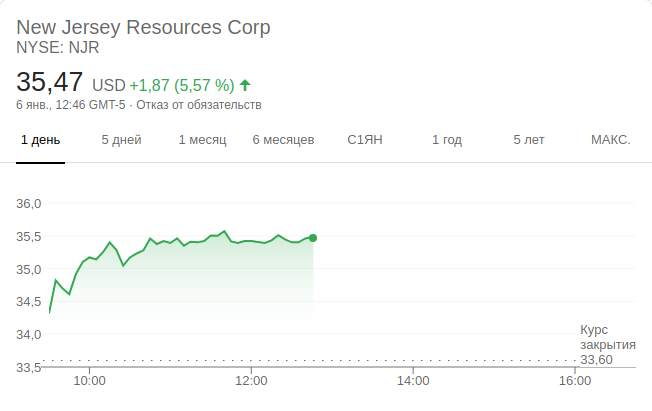 New Jersey Resources Corp
NYSE: NJR
35,47 USD +1,87 (5,57 %)
6 янв., 12:46 GMT-5 · Отказ от обязательств
1 день 5 дней 1 месяц 6 месяцев С1ЯН 1 год 5 лет МАКС.
36,0
35,5
35,0
34,5
34,0
33,5
Курс
закрытия
33,60
10:00 12:00 14:00 16:00